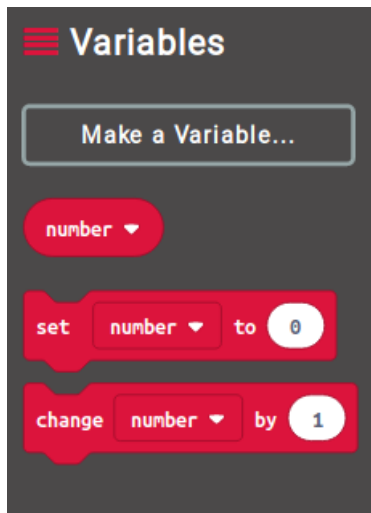 Variables
Make a Variable...
number
set number to 0
change number by 1